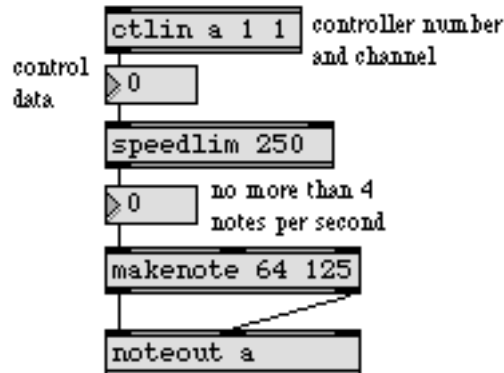 ctlin a 1 1
controller number
and channel
control
data
0
speedlim 250
0
no more than 4
notes per second
makenote 64 125
noteout a